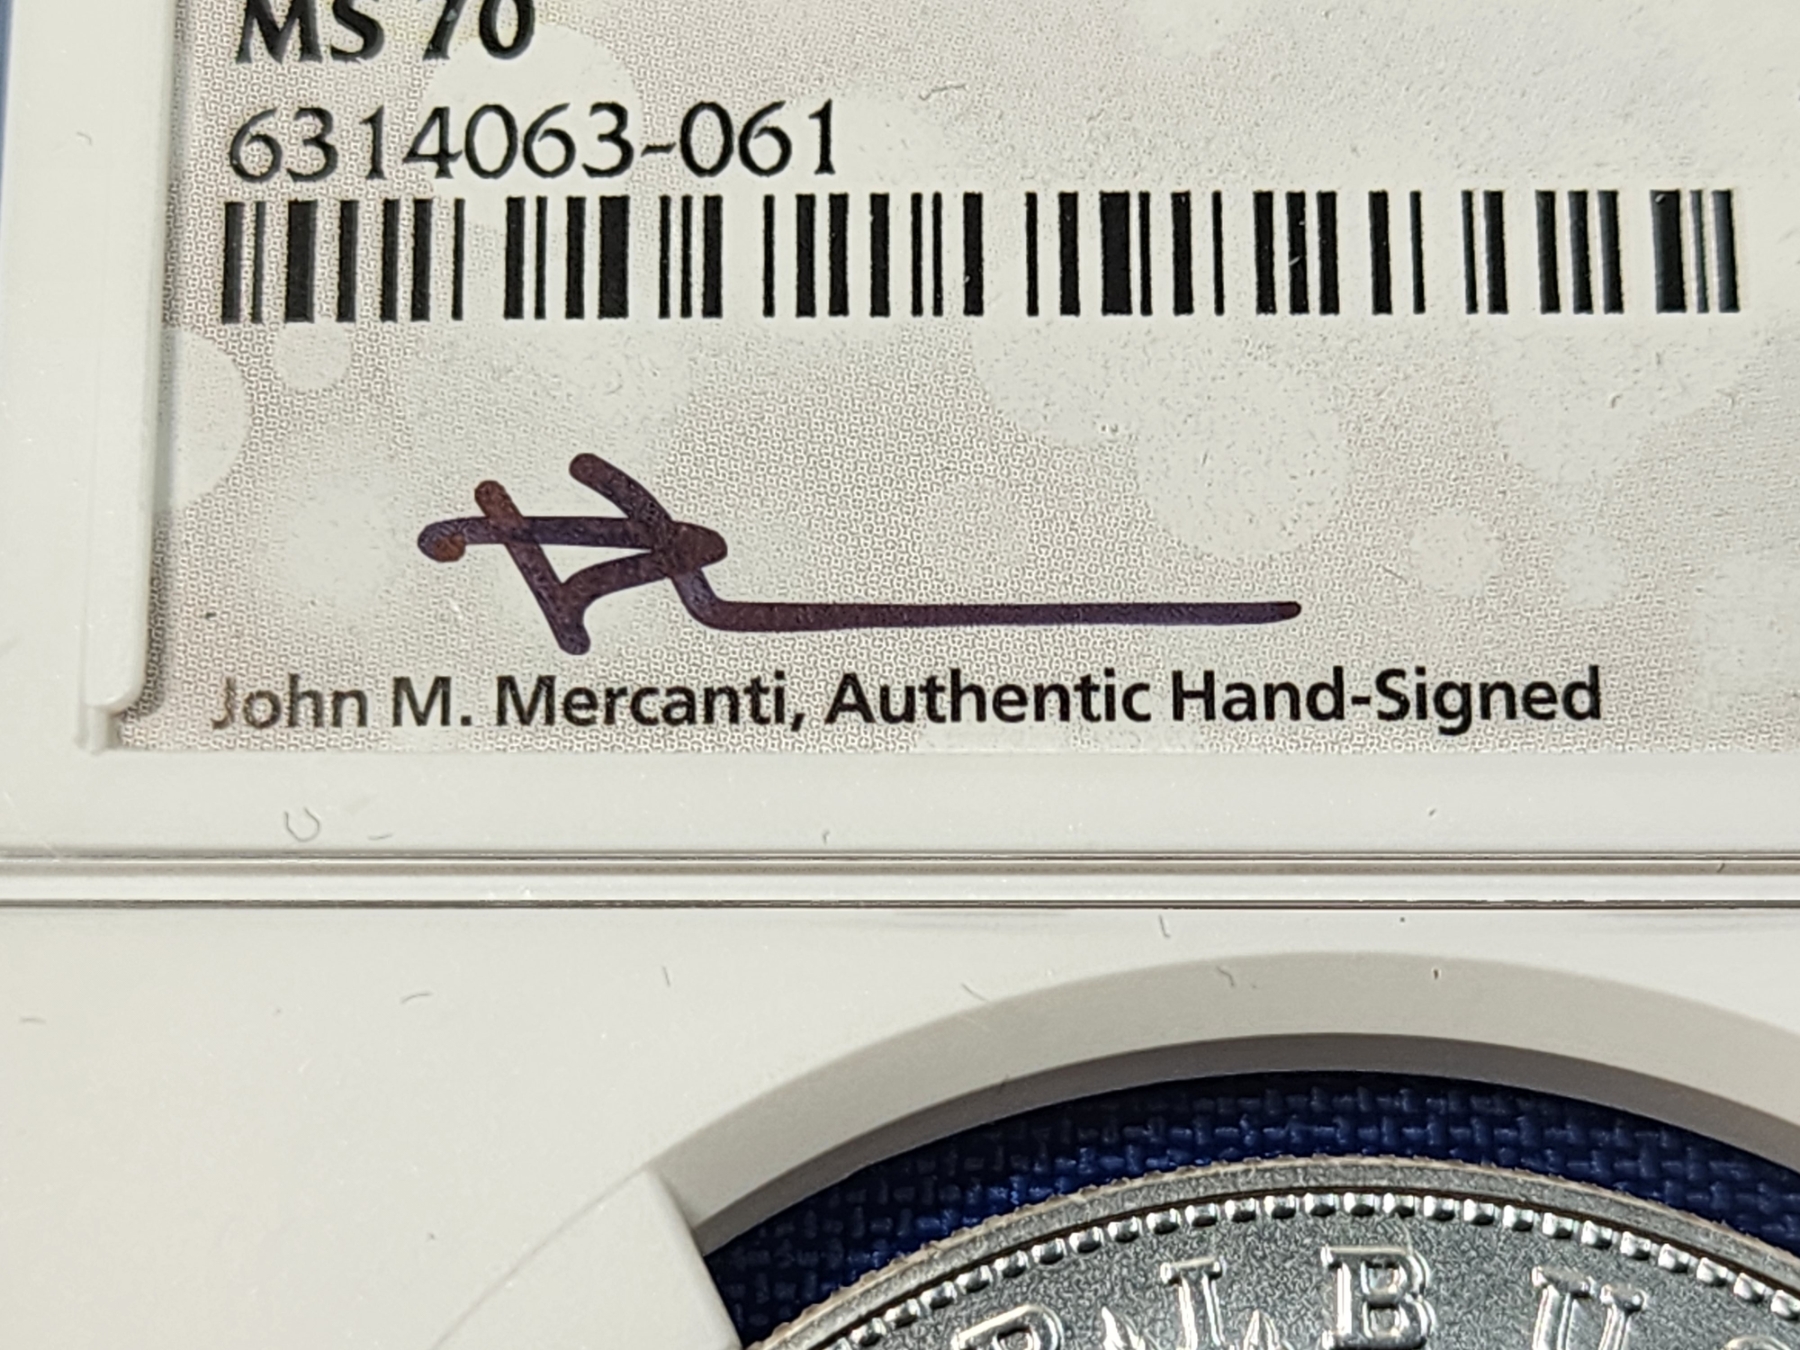 MS 70
6314063-061
John M. Mercanti, Authentic Hand-Signed